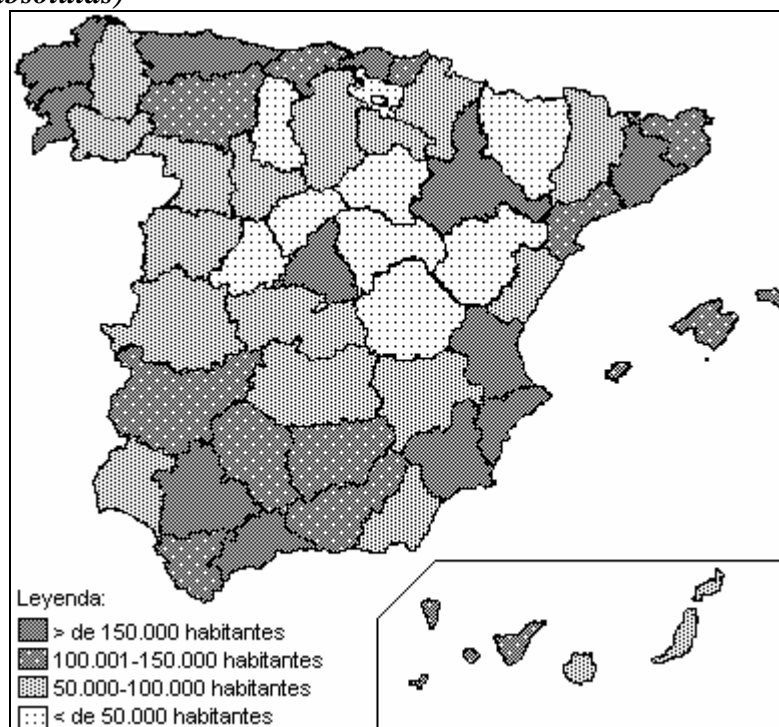 absolutas)
Leyenda:
> de 150.000 habitantes
100.001-150.000 habitantes
50.000-100.000 habitantes
< de 50.000 habitantes